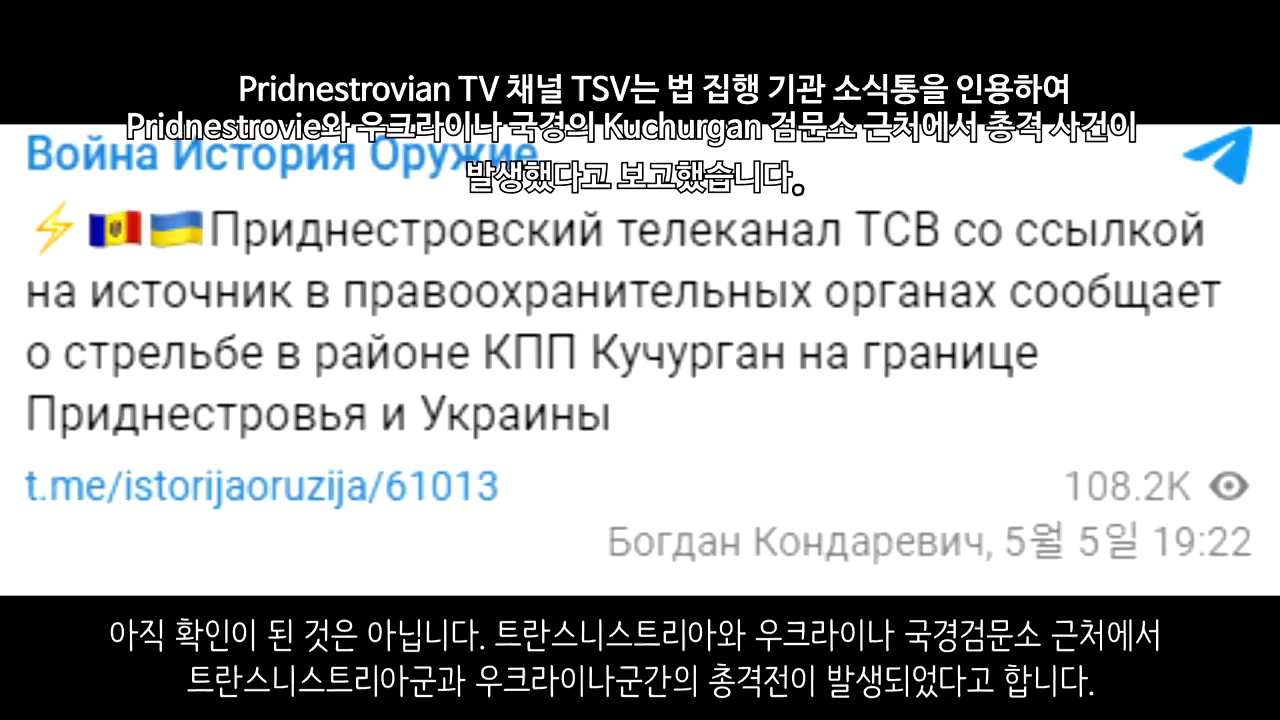 Pridnestrovian TV 채널 TSV는 법 집행 기관 소식통을 인용하여
Pridnestrovie와 우크라이나 국경의 Kuchurgan 검문소 근처에서 총격 사건이
발생했다고 보고했습니다.
Война История Оружие
⚡🇲🇩🇺🇦Приднестровский телеканал ТСВ со ссылкой
на источник в правоохранительных органах сообщает
о стрельбе в районе КПП Кучурган на границе
Приднестровья и Украины
t.me/istorijaoruzija/61013 108.2K
Богдан Кондаревич, 5월 5일 19:22
아직 확인이 된 것은 아닙니다. 트란스니스트리아와 우크라이나 국경검문소 근처에서
트란스니스트리아군과 우크라이나군간의 총격전이 발생되었다고 합니다.